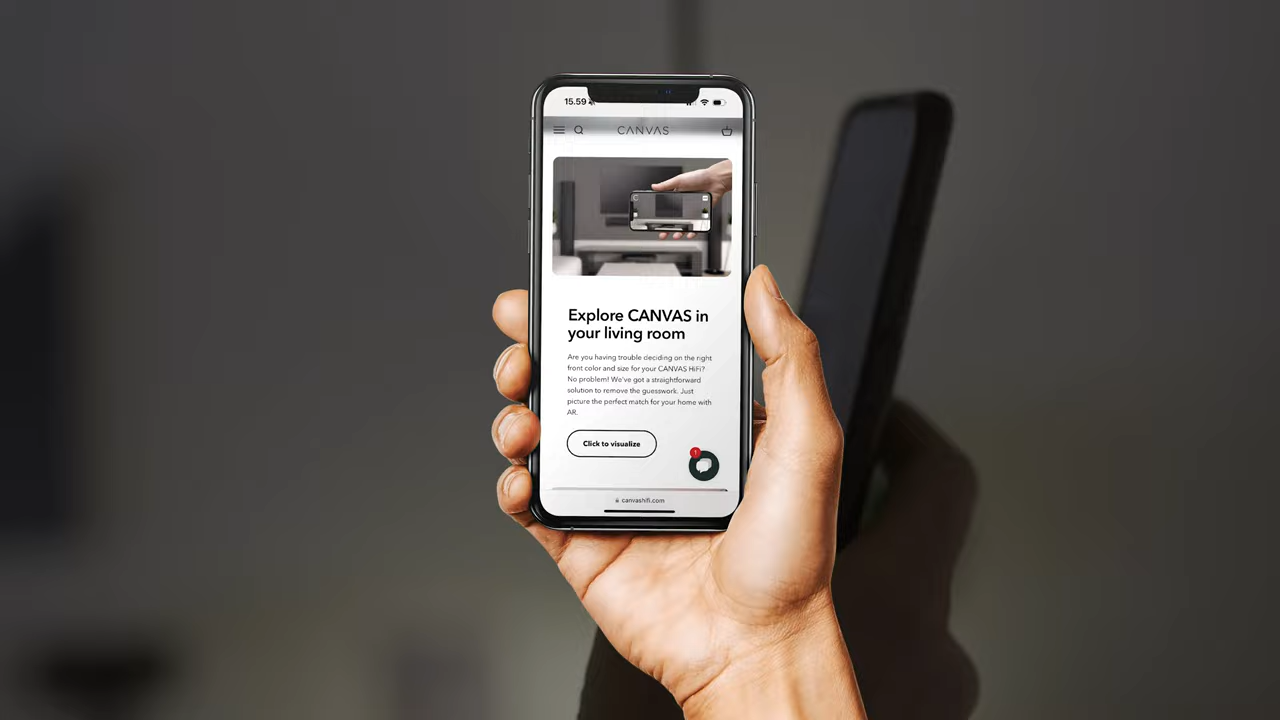 15.59
CANVAS
Explore CANVAS in
your living room
Are you having trouble deciding on the right
front color and size for your CANVAS HiFi?
No problem! We've got a straightforward
solution to remove the guesswork. Just
picture the perfect match for your home with
AR.
Click to visualize
1
canvashifi.com